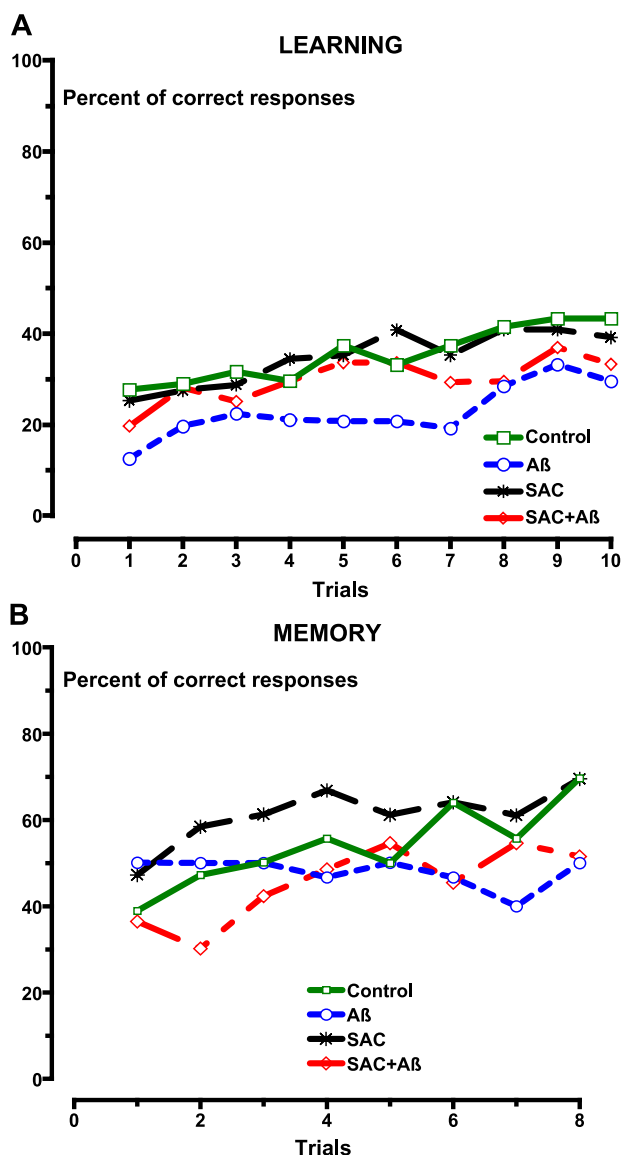 A
LEARNING
100
Percent of correct responses
80
60
40
20
0
Control
Aß
SAC
SAC+Aß
0 1 2 3 4 5 6 7 8 9 10
Trials
B
MEMORY
100
Percent of correct responses
80
60
40
20
0
Control
Aß
SAC
SAC+Aß
0 2 4 6 8
Trials